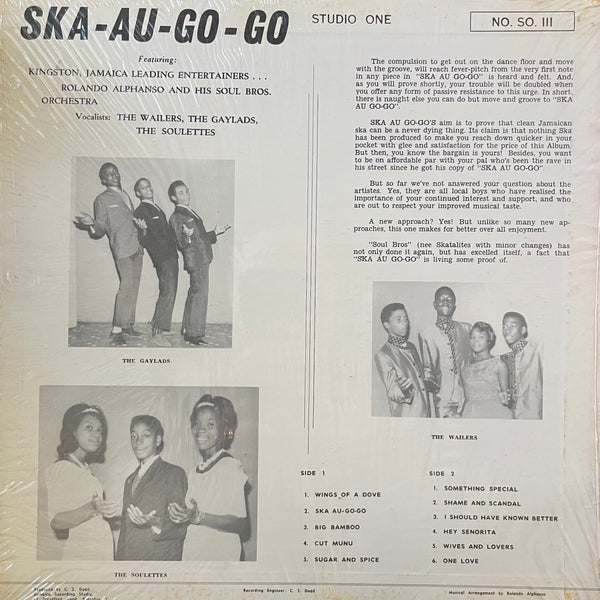 SKA-AU-GO-GO
STUDIO ONE
NO. SO. III
Featuring:
KINGSTON, JAMAICA LEADING ENTERTAINERS . . .
ROLANDO ALPHANSO AND HIS SOUL BROS.
ORCHESTRA
Vocalists: THE WAILERS, THE GAYLADS,
THE SOULETTES
THE GAYLADS
THE SOULETTES
The compulsion to get out on the dance floor and move
with the groove, will reach fever-pitch from the very first note
in any piece in "SKA AU GO-GO" is heard and felt. And,
as you will prove shortly, your trouble will be doubled when
you offer any form of passive resistance to this urge. In short,
there is naught else you can do but move and groove to "SKA
AU GO-GO".
SKA AU GO-GO'S aim is to prove that clean Jamaican
ska can be a never dying thing. Its claim is that nothing Ska
has been produced to make you reach down quicker in your
pocket with glee and satisfaction for the price of this Album.
But then, you know the bargain is yours! Besides, you want
to be on affordable par with your pal who's been the rave in
his street since he got his copy of "SKA AU GO-GO".
But so far we've not answered your question about the
artistes. Yes, they are all local boys who have realised the
importance of your continued interest and support, and who
are out to respect your improved musical taste.
A new approach? Yes! But unlike so many new ap-
proaches, this one makes for better over all enjoyment.
"Soul Bros" (nee Skatalites with minor changes) has
not only done it again, but has excelled itself, a fact that
"SKA AU GO-GO" is living some proof of.
THE WAILERS
SIDE 1
1. WINGS OF A DOVE
2. SKA AU-GO-GO
3. BIG BAMBOO
4. CUT MUNU
5. SUGAR AND SPICE
SIDE 2
1. SOMETHING SPECIAL
2. SHAME AND SCANDAL
3. I SHOULD HAVE KNOWN BETTER
4. HEY SENORITA
5. WIVES AND LOVERS
6. ONE LOVE
Produced by C. S. Dodd
Jamaica Recording Studio,
Recording Engineer: C. S. Dodd
Musical Arrangement by Rolando Alphanso